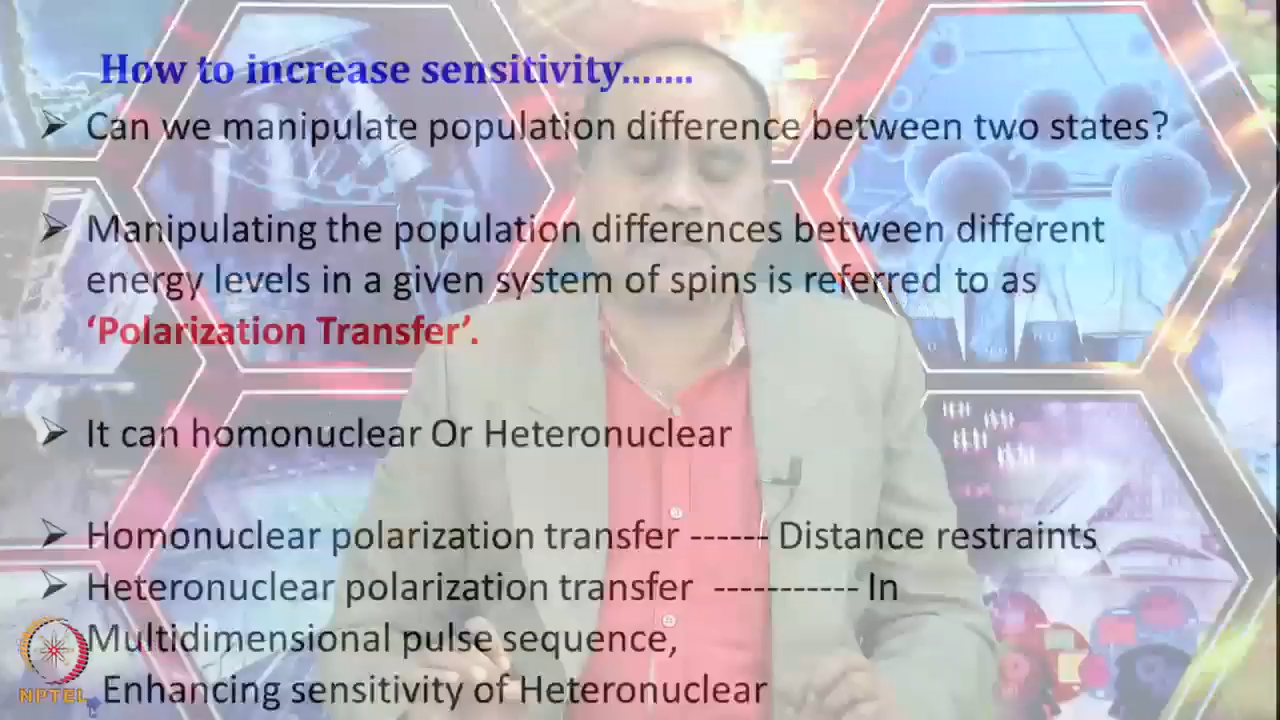 How to increase sensitivity.......
➤ Can we manipulate population difference between two states?
➤ Manipulating the population differences between different
energy levels in a given system of spins is referred to as
‘Polarization Transfer’.
➤ It can homonuclear Or Heteronuclear
➤ Homonuclear polarization transfer ------ Distance restraints
➤ Heteronuclear polarization transfer ----------- In
Multidimensional pulse sequence,
Enhancing sensitivity of Heteronuclear
NPTEL